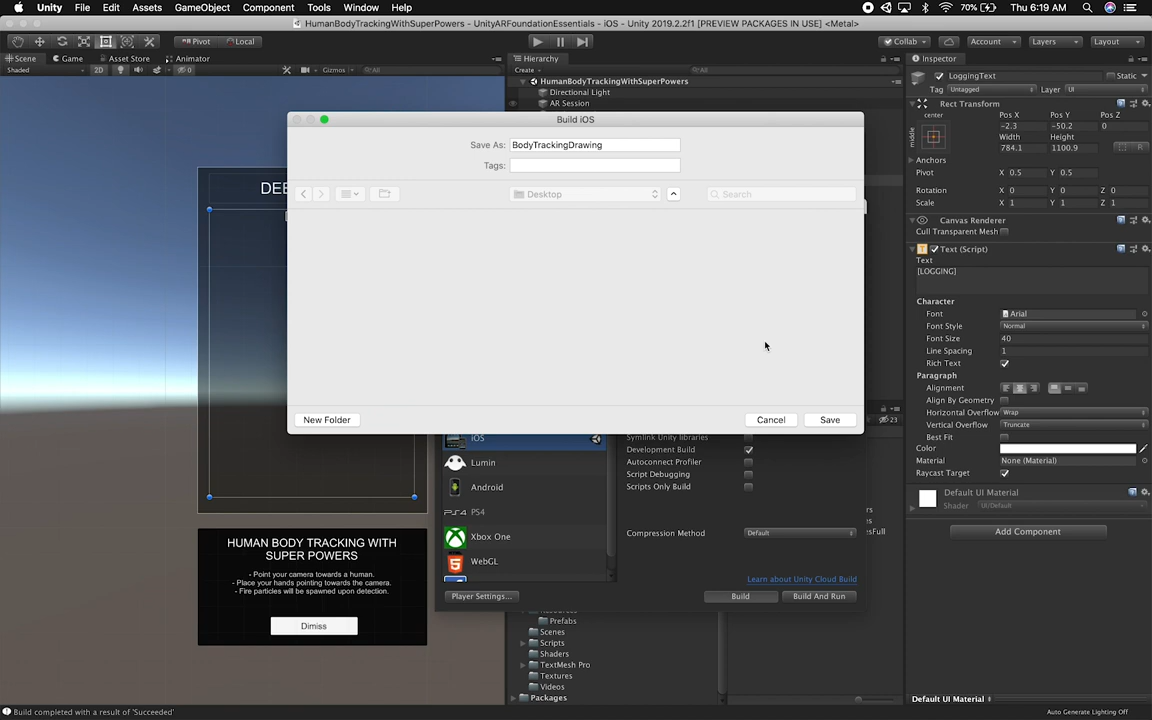 Unity File Edit Assets GameObject Component Tools Window Help 70% Thu 6:19 AM
HumanBodyTrackingWithSuperPowers - UnityARFoundationEssentials - iOS - Unity 2019.2.2f1 [PREVIEW PACKAGES IN USE] <Metal>
Pivot Local Collab Account Layers Layout
Scene Game Asset Store Animator Hierarchy Inspector
Shaded 2D 0 Gizmos All Create All
LoggingText Static
HumanBodyTrackingWithSuperPowers
Tag Untagged Layer UI
Directional Light
AR Session
Rect Transform
Build iOS
center Pos X Pos Y Pos Z
middle -2.3 -50.2 0
Width Height
784.1 1100.9 R
Save As: BodyTrackingDrawing
Tags:
Anchors
Pivot X 0.5 Y 0.5
Desktop Search
DEB
Rotation X 0 Y 0 Z 0
Scale X 1 Y 1 Z 1
Canvas Renderer
Cull Transparent Mesh
Text (Script)
Text
[LOGGING]
Character
Font Arial
Font Style Normal
Font Size 40
Line Spacing 1
Rich Text
Paragraph
Alignment
Align By Geometry
Horizontal Overflow Wrap
Vertical Overflow Truncate
Best Fit
Color
Material None (Material)
Raycast Target
Default UI Material
Shader UI/Default
Add Component
New Folder Cancel Save
23
iOS
Lumin
Android
PS4
Xbox One
WebGL
Symlink Unity libraries
Development Build
Autoconnect Profiler
Script Debugging
Scripts Only Build
Compression Method Default
Learn about Unity Cloud Build
Player Settings... Build Build And Run
rs
es
esFull
HUMAN BODY TRACKING WITH
SUPER POWERS
- Point your camera towards a human.
- Place your hands pointing towards the camera.
- Fire particles will be spawned upon detection.
Dimiss
Resources
Prefabs
Scenes
Scripts
Shaders
TextMesh Pro
Textures
Videos
Packages
Default UI Material
Build completed with a result of 'Succeeded'
Auto Generate Lighting Off